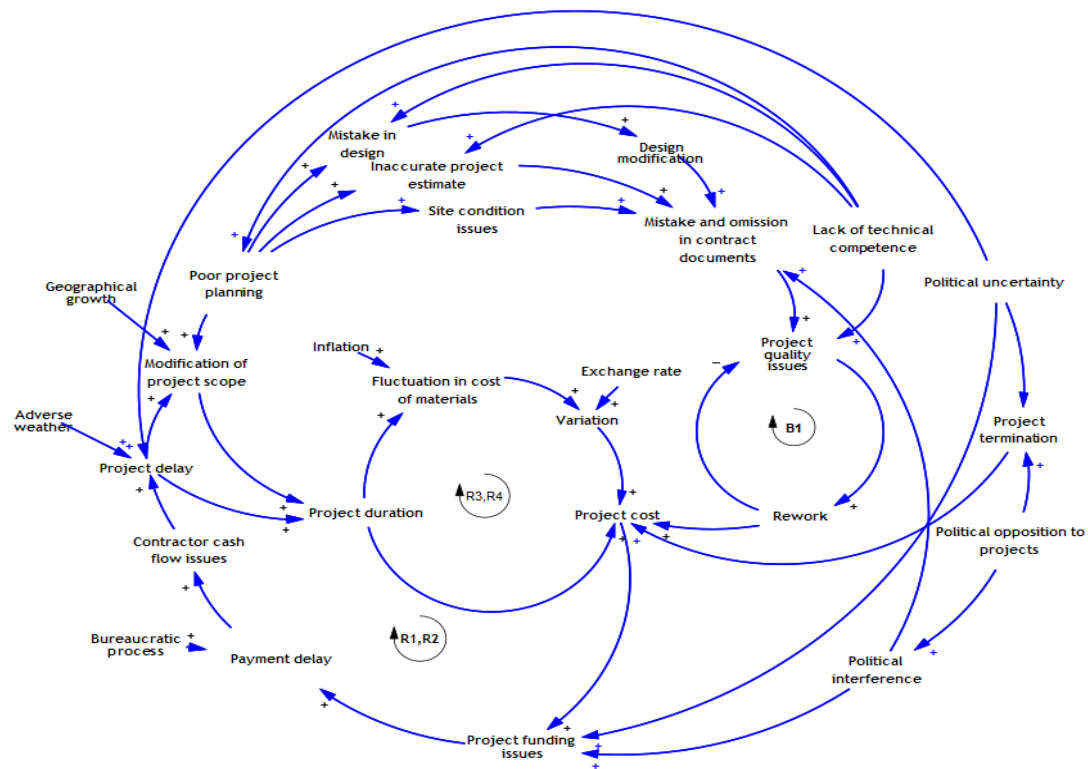 Mistake in
design
Design
modification
Inaccurate project
estimate
Site condition
issues
Mistake and omission
in contract
documents
Lack of technical
competence
Poor project
planning
Geographical
growth
Political uncertainty
Inflation
Project
quality
issues
Modification of
project scope
Exchange rate
Fluctuation in cost
of materials
Adverse
weather
Variation
B1
Project
termination
Project delay
R3,R4
Project duration
Project cost
Rework
Political opposition to
projects
Contractor cash
flow issues
R1,R2
Bureaucratic
process
Payment delay
Political
interference
Project funding
issues